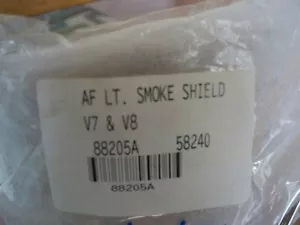 AF LT. SMOKE SHIELD
V7 & V8
88205A 58240
88205A